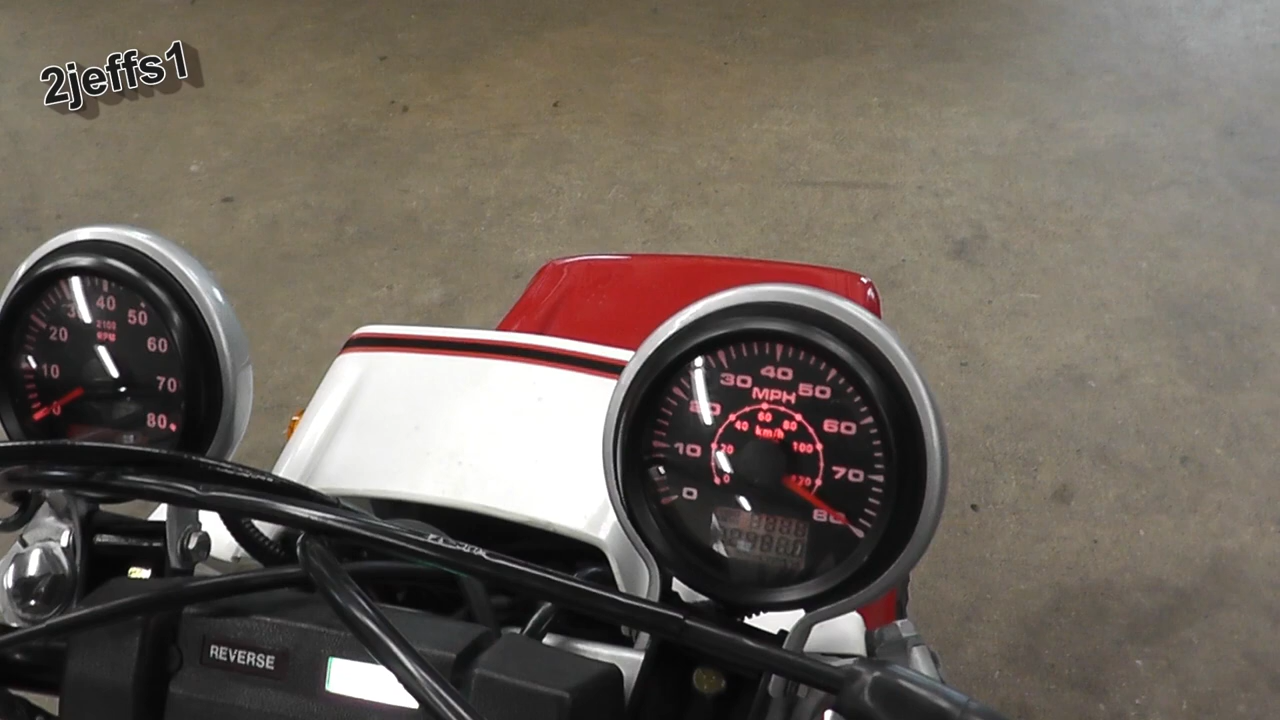 2jeffs1
0 10 20 40 50 60 70 80
2100
RPM
0 10 20 30 40 50 60 70 80
MPH
0 20 40 60 80 100
km/h
REVERSE